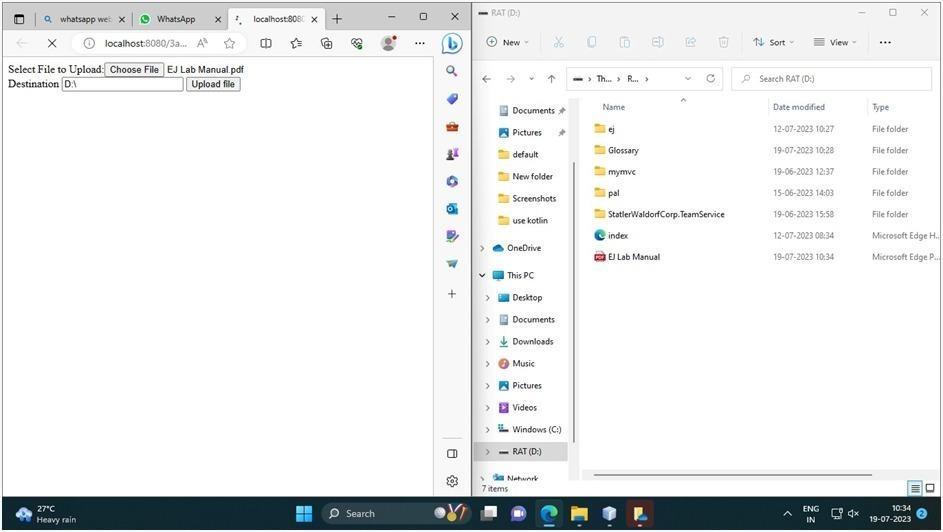 whatsapp web
WhatsApp
localhost:8080
localhost:8080/3a...
Select File to Upload: Choose File EJ Lab Manual.pdf
Destination D:\ Upload file
RAT (D:)
New
Sort
View
Th...
R...
Search RAT (D:)
Documents
Pictures
default
New folder
Screenshots
use kotlin
OneDrive
This PC
Desktop
Documents
Downloads
Music
Pictures
Videos
Windows (C:)
RAT (D:)
Network
Name Date modified Type
ej 12-07-2023 10:27 File folder
Glossary 19-07-2023 10:28 File folder
mymvc 19-06-2023 12:37 File folder
pal 15-06-2023 14:03 File folder
StatlerWaldorfCorp.TeamService 19-06-2023 15:58 File folder
index 12-07-2023 08:34 Microsoft Edge H...
EJ Lab Manual 19-07-2023 10:34 Microsoft Edge P...
7 items
27°C
Heavy rain
Search
ENG
IN
10:34
19-07-2023
2